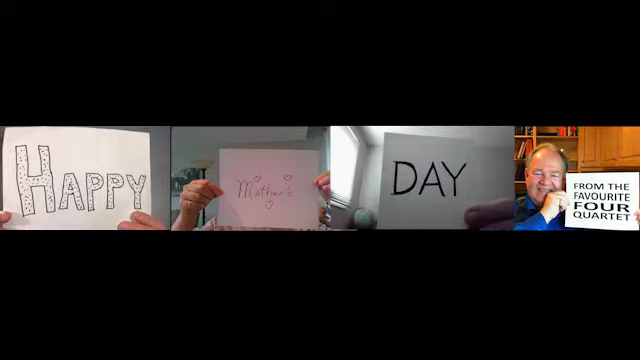 HAPPY
Mother's
DAY
FROM THE
FAVOURITE
FOUR
QUARTET